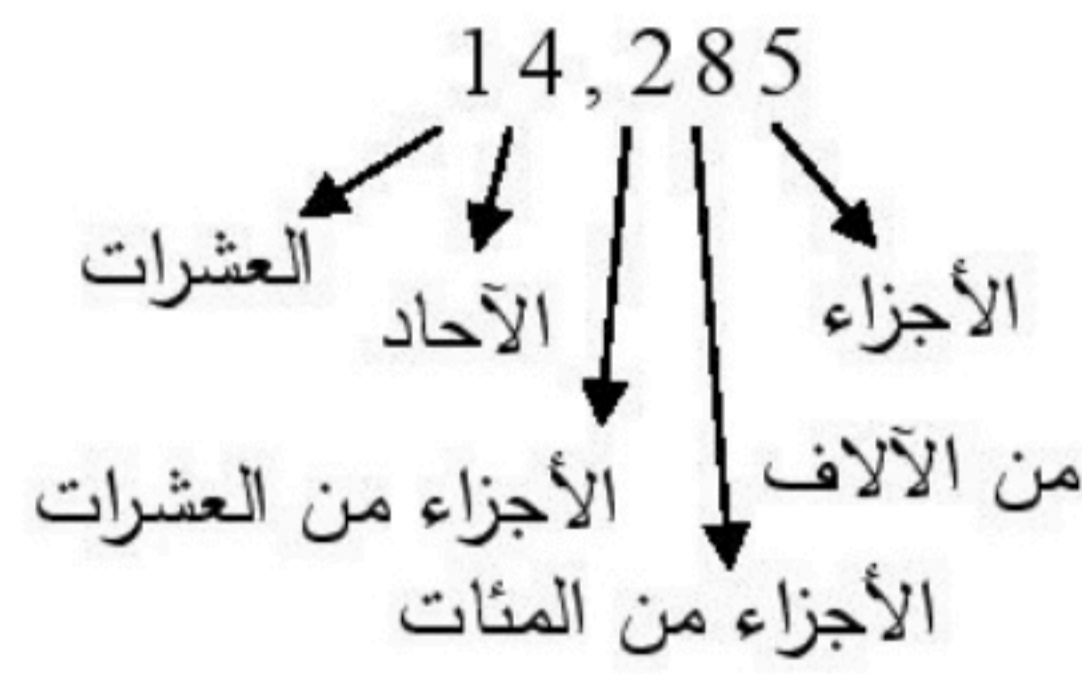 14,285
العشرات
الآحاد
الأجزاء
من الآلاف
الأجزاء من العشرات
الأجزاء من المئات